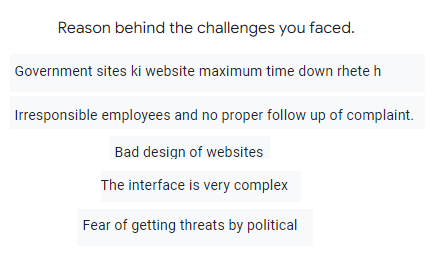 Reason behind the challenges you faced.
Government sites ki website maximum time down rhete h
Irresponsible employees and no proper follow up of complaint.
Bad design of websites
The interface is very complex
Fear of getting threats by political